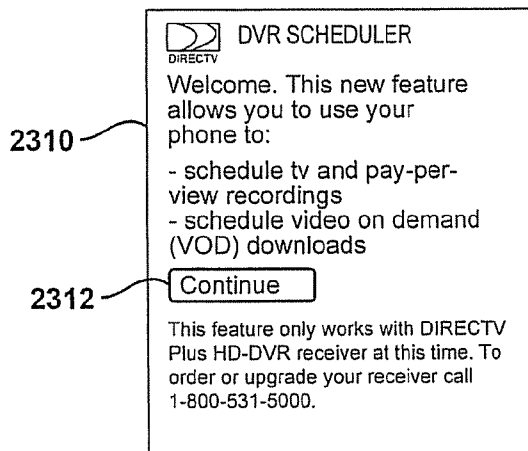 DVR SCHEDULER
DIRECTV
Welcome. This new feature
allows you to use your
phone to:
2310
- schedule tv and pay-per-
view recordings
- schedule video on demand
(VOD) downloads
2312
Continue
This feature only works with DIRECTV
Plus HD-DVR receiver at this time. To
order or upgrade your receiver call
1-800-531-5000.